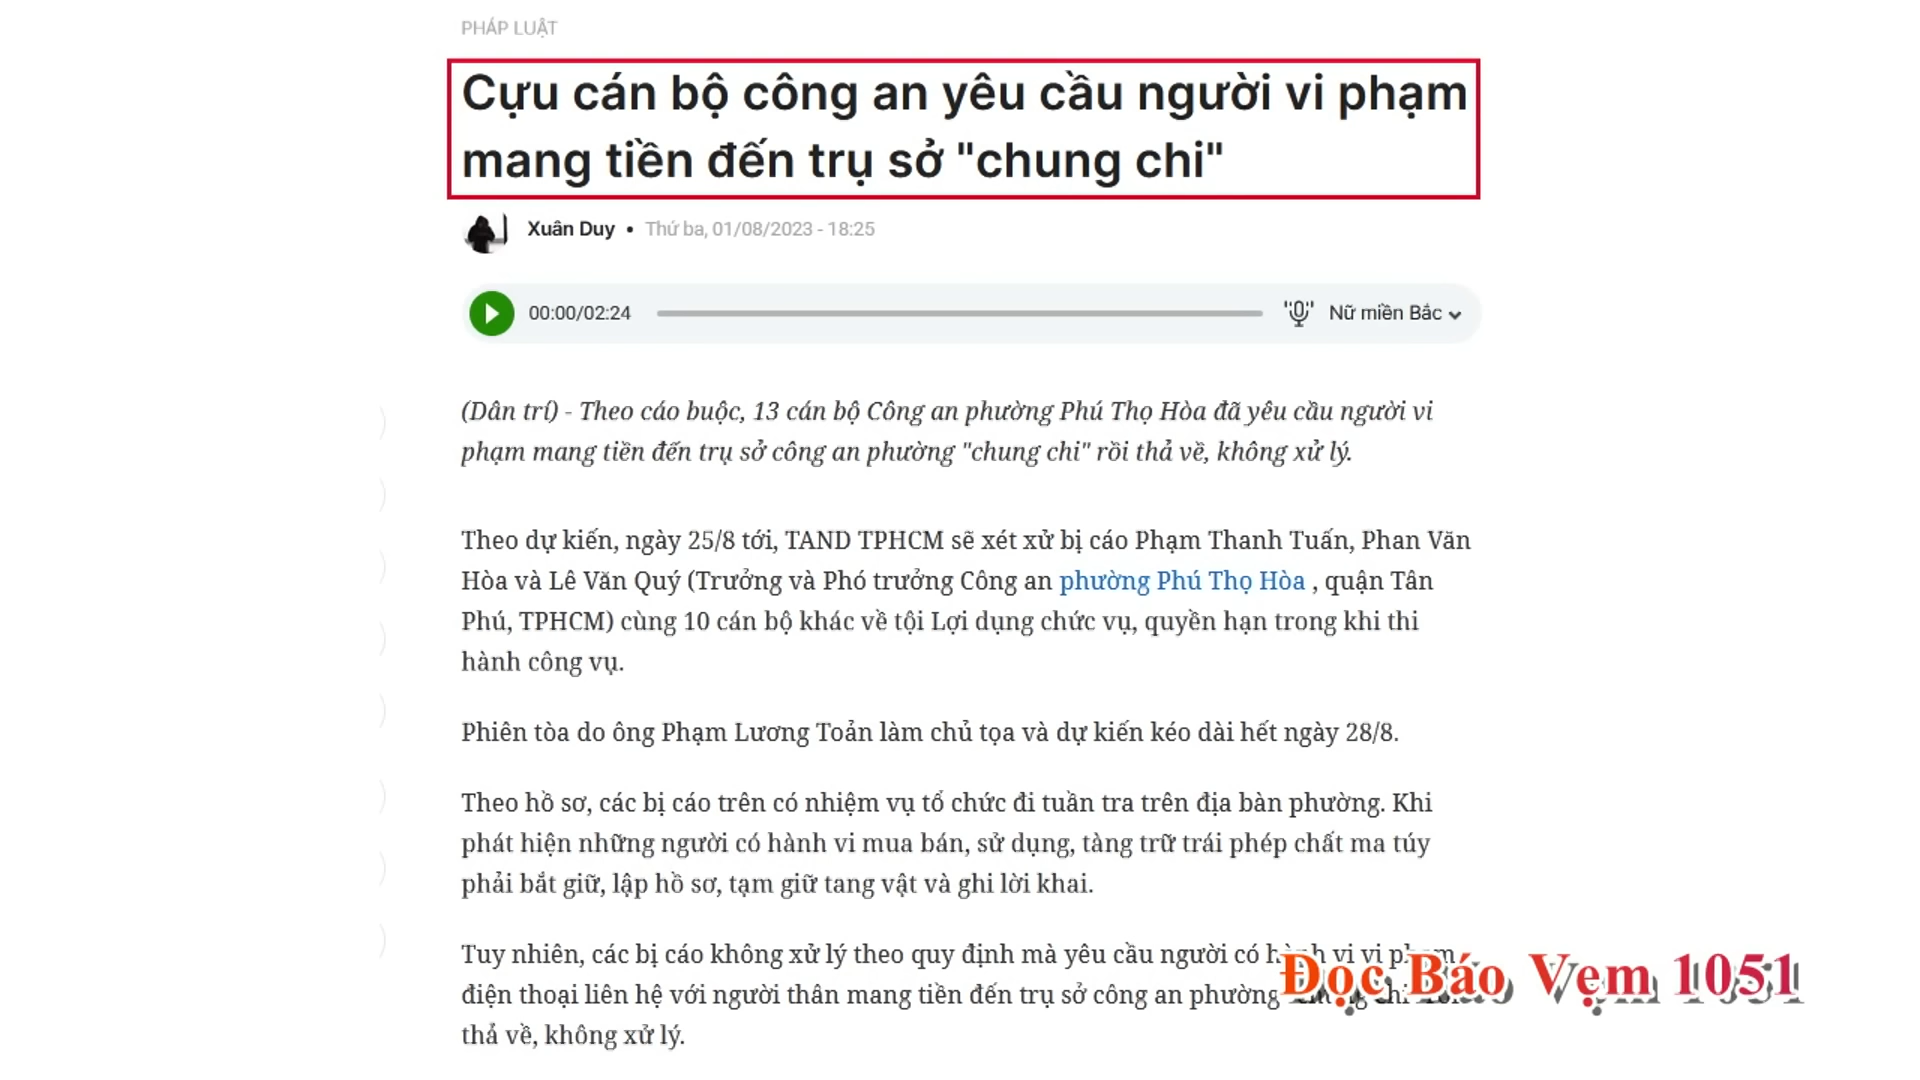 PHÁP LUẬT
Cựu cán bộ công an yêu cầu người vi phạm
mang tiền đến trụ sở "chung chi"
Xuân Duy • Thứ ba, 01/08/2023 - 18:25
00:00/02:24 Nữ miền Bắc
(Dân trí) - Theo cáo buộc, 13 cán bộ Công an phường Phú Thọ Hòa đã yêu cầu người vi
phạm mang tiền đến trụ sở công an phường "chung chi" rồi thả về, không xử lý.
Theo dự kiến, ngày 25/8 tới, TAND TPHCM sẽ xét xử bị cáo Phạm Thanh Tuấn, Phan Văn
Hòa và Lê Văn Quý (Trưởng và Phó trưởng Công an phường Phú Thọ Hòa , quận Tân
Phú, TPHCM) cùng 10 cán bộ khác về tội Lợi dụng chức vụ, quyền hạn trong khi thi
hành công vụ.
Phiên tòa do ông Phạm Lương Toản làm chủ tọa và dự kiến kéo dài hết ngày 28/8.
Theo hồ sơ, các bị cáo trên có nhiệm vụ tổ chức đi tuần tra trên địa bàn phường. Khi
phát hiện những người có hành vi mua bán, sử dụng, tàng trữ trái phép chất ma túy
phải bắt giữ, lập hồ sơ, tạm giữ tang vật và ghi lời khai.
Tuy nhiên, các bị cáo không xử lý theo quy định mà yêu cầu người có hành vi vi phạm
điện thoại liên hệ với người thân mang tiền đến trụ sở công an phường
thả về, không xử lý.
Đọc Báo Vẹm 1051